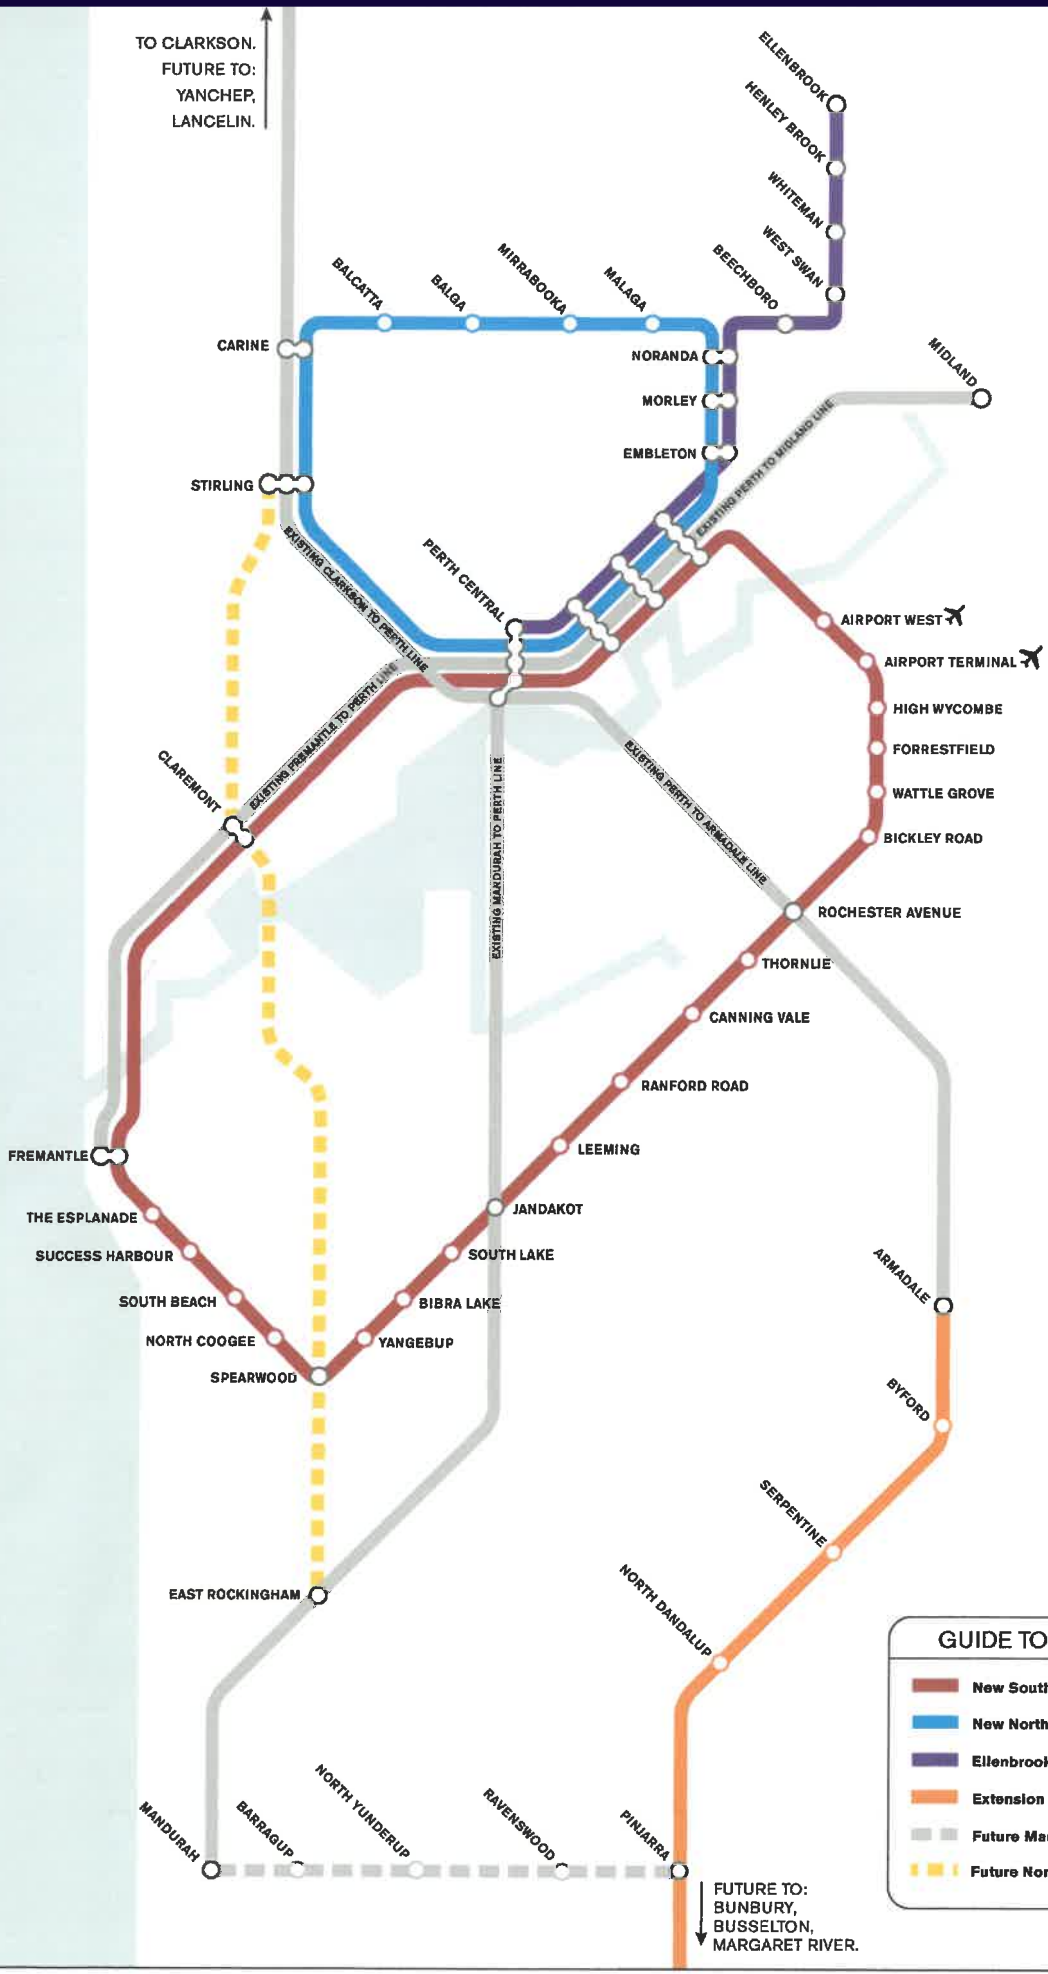 TO CLARKSON.
FUTURE TO:
YANCHEP,
LANCELIN.
ELLENBROOK
HENLEY BROOK
WHITEMAN
WEST SWAN
BEECHBORO
BALCATTA
BALGA
MIRRABOOKA
MALAGA
CARINE
NORANDA
MIDLAND
MORLEY
EMBLETON
STIRLING
EXISTING PERTH TO MIDLAND LINE
EXISTING CLARKSON TO PERTH LINE
PERTH CENTRAL
AIRPORT WEST
AIRPORT TERMINAL
EXISTING FREMANTLE TO PERTH LINE
HIGH WYCOMBE
FORRESTFIELD
EXISTING PERTH TO ARMADALE LINE
EXISTING MANDURAH TO PERTH LINE
CLAREMONT
WATTLE GROVE
BICKLEY ROAD
ROCHESTER AVENUE
THORNLIE
CANNING VALE
RANFORD ROAD
LEEMING
FREMANTLE
JANDAKOT
THE ESPLANADE
SUCCESS HARBOUR
SOUTH LAKE
SOUTH BEACH
BIBRA LAKE
NORTH COOGEE
YANGEBUP
SPEARWOOD
ARMADALE
BYFORD
SERPENTINE
EAST ROCKINGHAM
NORTH DANDALUP
GUIDE TO
New South
New North
Ellenbrook
Extension
Future Man
Future Nor
MANDURAH
BARRAGUP
NORTH YUNDERUP
RAVENSWOOD
PINJARRA
FUTURE TO:
BUNBURY,
BUSSELTON,
MARGARET RIVER.